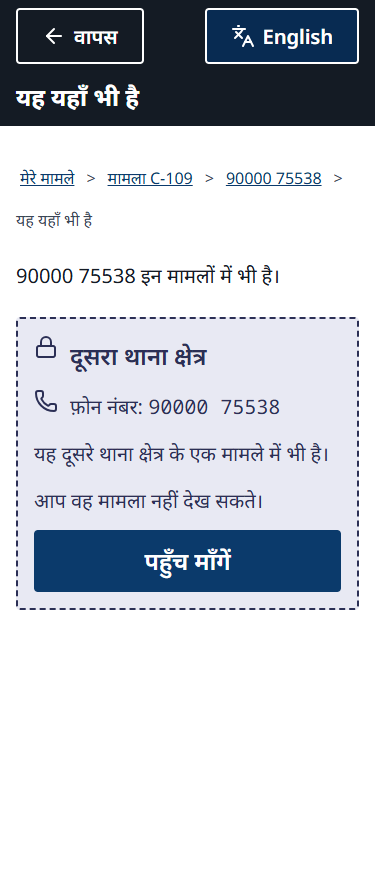 ← वापस
English
यह यहाँ भी है
मेरे मामले > मामला C-109 > 90000 75538 >
यह यहाँ भी है
90000 75538 इन मामलों में भी है।
दूसरा थाना क्षेत्र
फ़ोन नंबर: 90000 75538
यह दूसरे थाना क्षेत्र के एक मामले में भी है।
आप वह मामला नहीं देख सकते।
पहुँच माँगें